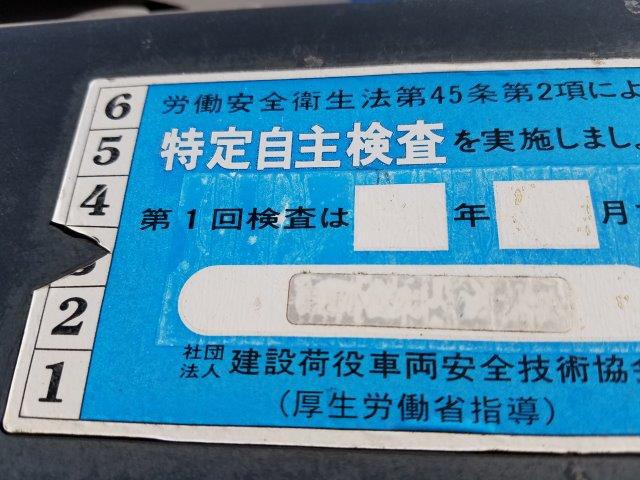 労働安全衛生法第45条第2項によ
特定自主検査を実施しまし
第1回検査は 年 月
社団法人 建設荷役車両安全技術協会
(厚生労働省指導)
6
5
4
2
1